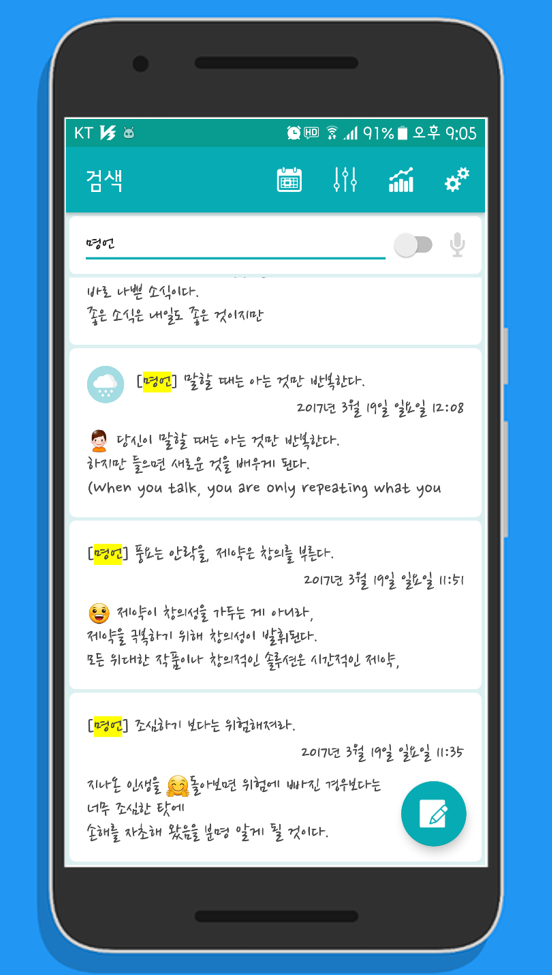 KT HD 91% 오후 9:05
검색
명언
바로 나쁜 소식이다.
좋은 소식은 내일도 좋은 것이지만
[명언] 말할 때는 아는 것만 반복한다.
2017년 3월 19일 일요일 12:08
당신이 말할 때는 아는 것만 반복한다.
하지만 들으면 새로운 것을 배우게 된다.
(When you talk, you are only repeating what you
[명언] 풍요는 안락을, 제약은 창의를 부른다.
2017년 3월 19일 일요일 11:51
제약이 창의성을 가두는 게 아니라,
제약을 극복하기 위해 창의성이 발휘된다.
모든 위대한 작품이나 창의적인 솔루션은 시간적인 제약,
[명언] 조심하기 보다는 위험해져라.
2017년 3월 19일 일요일 11:35
지나온 인생을 돌아보면 위험에 빠진 경우보다는
너무 조심한 탓에
손해를 자초해 왔음을 분명 알게 될 것이다.